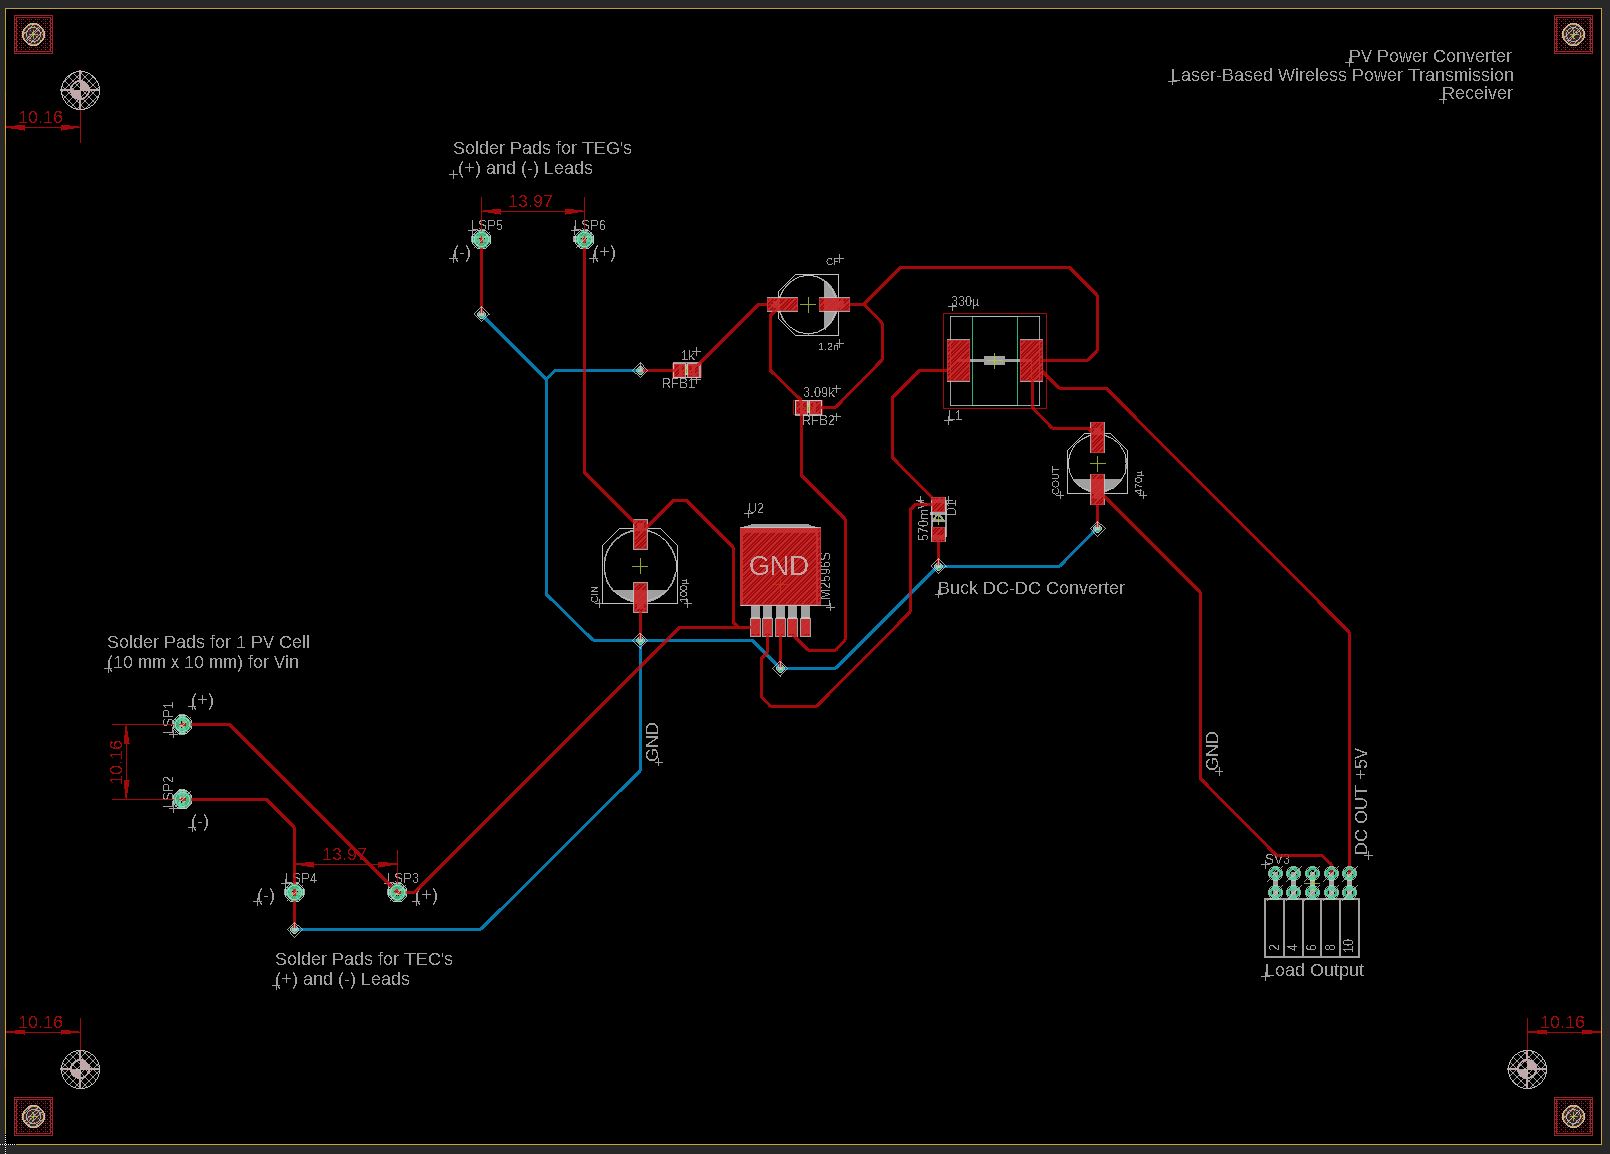 PV Power Converter
Laser-Based Wireless Power Transmission
Receiver
10.16
Solder Pads for TEG's
(+) and (-) Leads
13.97
LSP5
LSP6
(-)
(+)
CF
1.2n
330µ
L1
1k
RFB1
3.09k
RFB2
COUT
470µ
U2
GND
LM2596S
570mV
D1
CIN
100µ
Buck DC-DC Converter
Solder Pads for 1 PV Cell
(10 mm x 10 mm) for Vin
(+)
LSP1
10.16
LSP2
(-)
GND
GND
DC OUT +5V
13.97
LSP4
LSP3
(-)
(+)
Solder Pads for TEC's
(+) and (-) Leads
SV3
2
4
6
8
10
Load Output
10.16
10.16